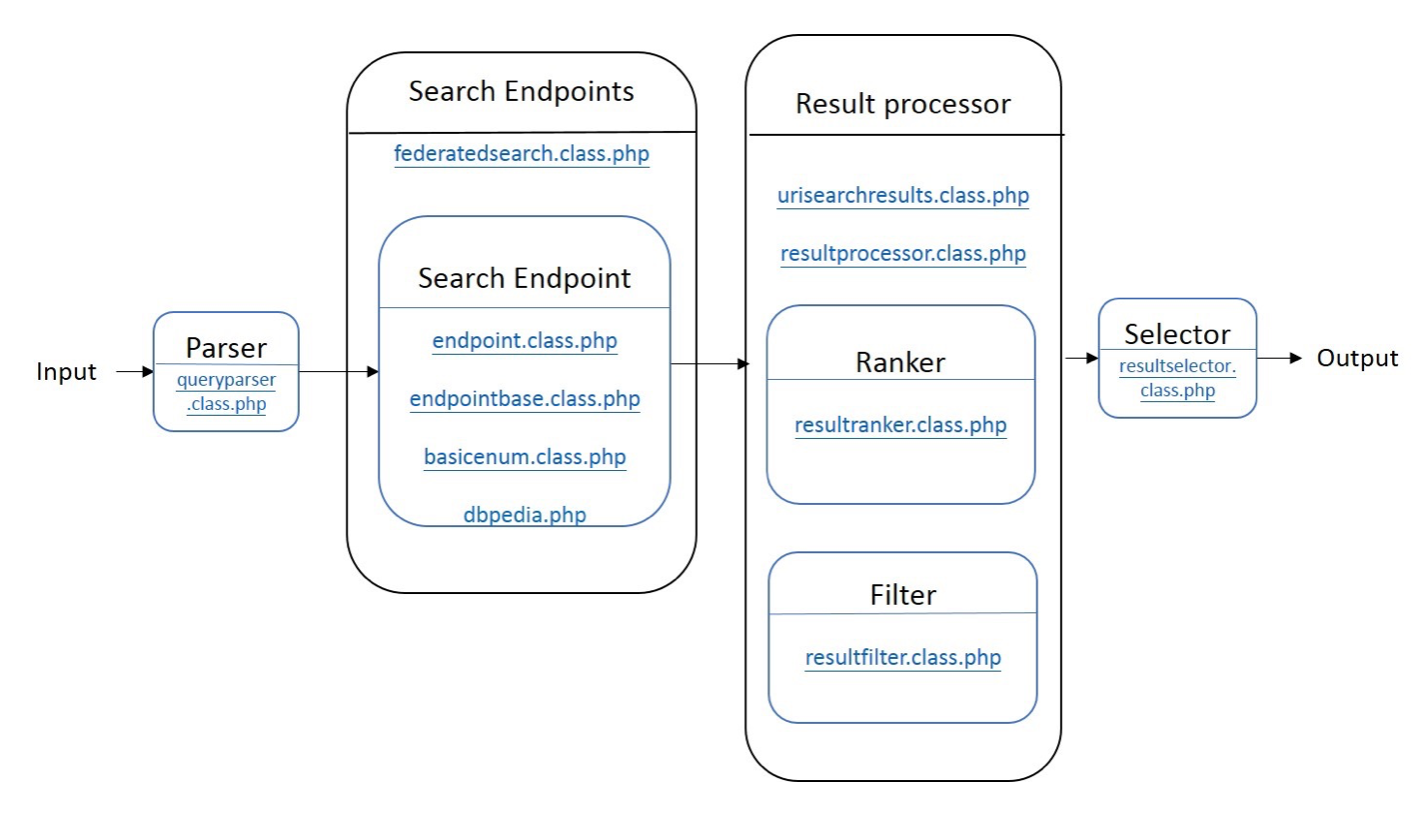 Input
Parser
queryparser
.class.php
Search Endpoints
federatedsearch.class.php
Search Endpoint
endpoint.class.php
endpointbase.class.php
basicenum.class.php
dbpedia.php
Result processor
urisearchresults.class.php
resultprocessor.class.php
Ranker
resultranker.class.php
Filter
resultfilter.class.php
Selector
resultselector.
class.php
Output